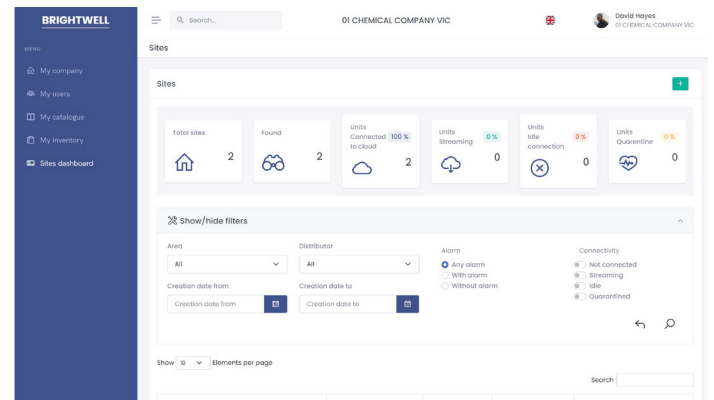 BRIGHTWELL
Search...
01 CHEMICAL COMPANY VIC
David Hayes
01 CHEMICAL COMPANY VIC
MENU
My company
My users
My catalogue
My inventory
Sites dashboard
Sites
Sites
+
Total sites
2
Found
2
Units Connected to cloud
100 %
2
Units Streaming
0 %
0
Units Idle connection
0 %
0
Units Quarentine
0 %
0
Show/hide filters
Area
All
Distributor
All
Creation date from
Creation date from
Creation date to
Creation date to
Alarm
Any alarm
With alarm
Without alarm
Connectivity
Not connected
Streaming
Idle
Quarantined
Show 10 Elements per page
Search